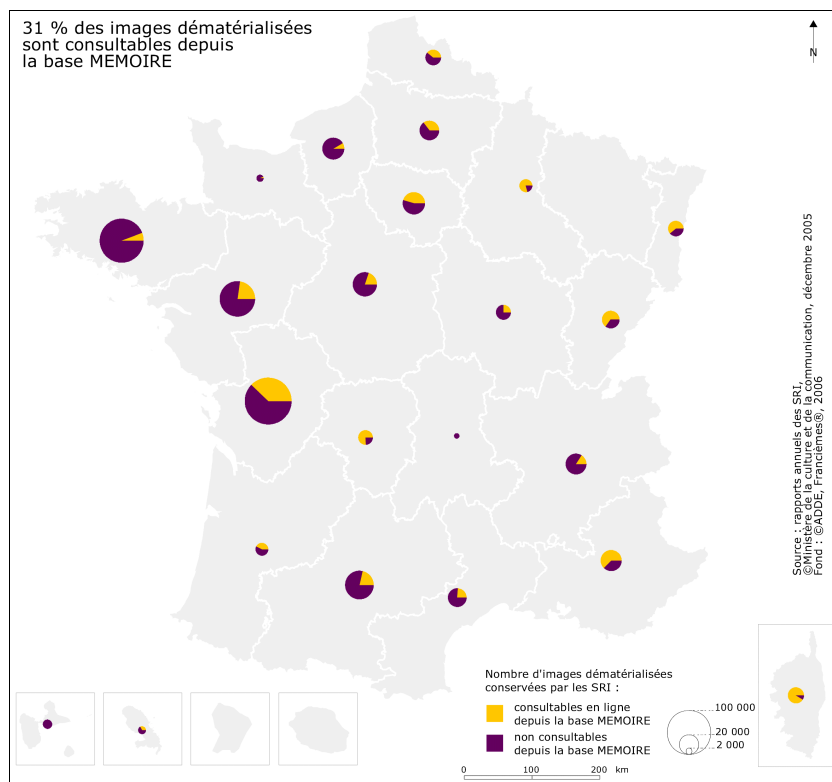 31 % des images dématérialisées
sont consultables depuis
la base MEMOIRE
N
Source : rapports annuels des SRI,
©Ministère de la culture et de la communication, décembre 2005
Fond : ©ADDE, Francièmes®, 2006
Nombre d'images dématérialisées
conservées par les SRI :
consultables en ligne
depuis la base MEMOIRE
non consultables
depuis la base MEMOIRE
100 000
20 000
2 000
0 100 200 km